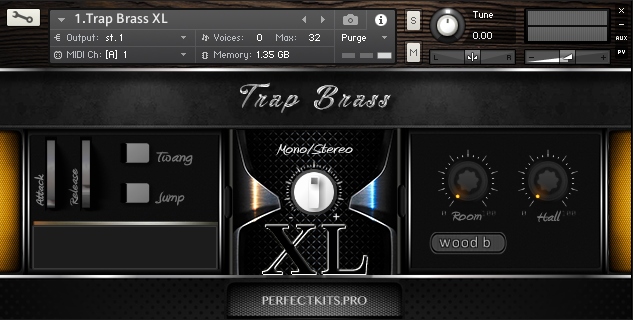 1.Trap Brass XL
Output: st.1
Voices: 0 Max: 32
Purge
MIDI Ch: [A] 1
Memory: 1.35 GB
S
M
Tune
0.00
L R
- +
AUX
PV
Trap Brass
Attack
Release
Twang
Jump
Mono/Stereo
- +
XL
Room
Hall
wood b
PERFECTKITS.PRO